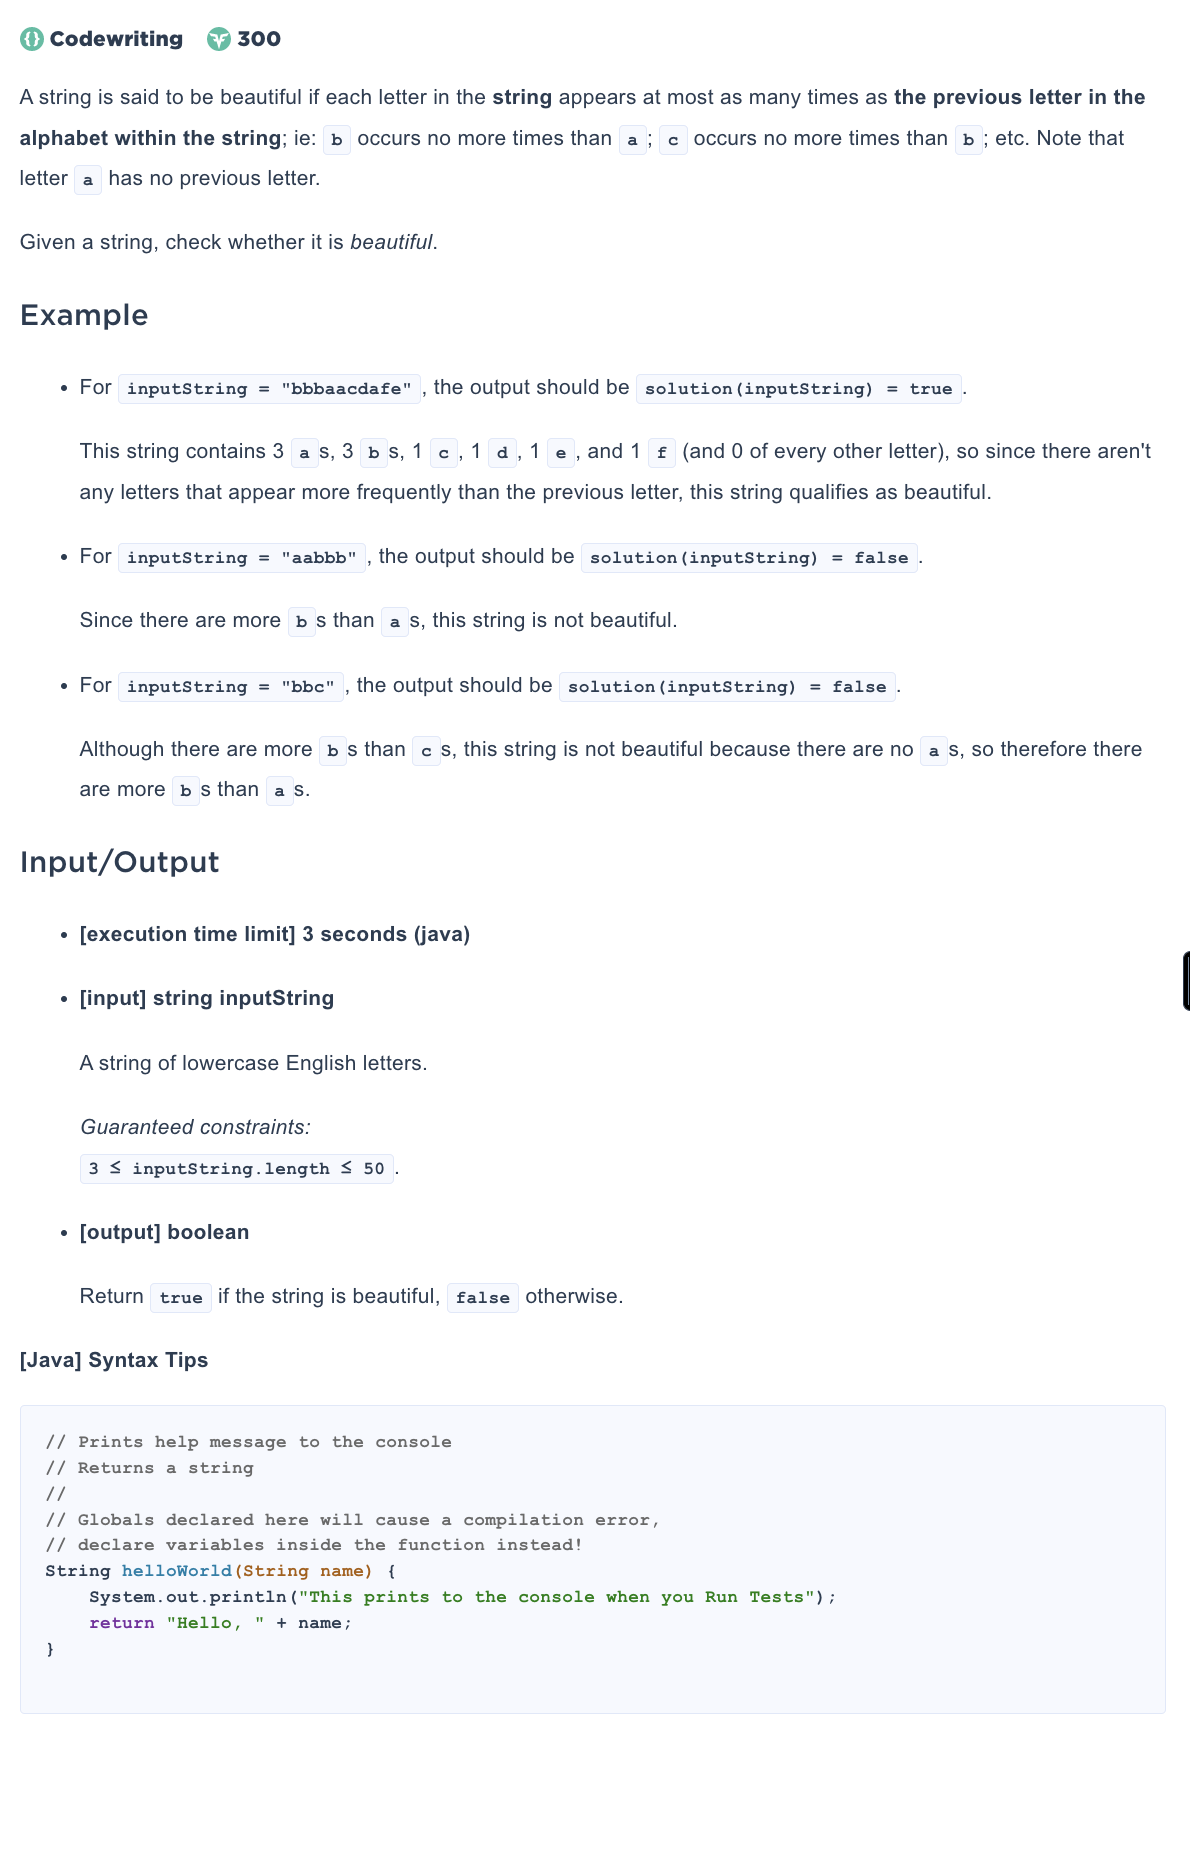 Codewriting 300
A string is said to be beautiful if each letter in the string appears at most as many times as the previous letter in the
alphabet within the string; ie: b occurs no more times than a; c occurs no more times than b; etc. Note that
letter a has no previous letter.
Given a string, check whether it is beautiful.
Example
• For inputString = "bbbaacdafe", the output should be solution(inputString) = true.
This string contains 3 a s, 3 b s, 1 c, 1 d, 1 e, and 1 f (and 0 of every other letter), so since there aren't
any letters that appear more frequently than the previous letter, this string qualifies as beautiful.
• For inputString = "aabbb", the output should be solution(inputString) = false.
Since there are more b s than a s, this string is not beautiful.
• For inputString = "bbc", the output should be solution(inputString) = false.
Although there are more b s than c s, this string is not beautiful because there are no a s, so therefore there
are more b s than a s.
Input/Output
• [execution time limit] 3 seconds (java)
• [input] string inputString
A string of lowercase English letters.
Guaranteed constraints:
3 ≤ inputString.length ≤ 50.
• [output] boolean
Return true if the string is beautiful, false otherwise.
[Java] Syntax Tips
// Prints help message to the console
// Returns a string
//
// Globals declared here will cause a compilation error,
// declare variables inside the function instead!
String helloWorld(String name) {
    System.out.println("This prints to the console when you Run Tests");
    return "Hello, " + name;
}